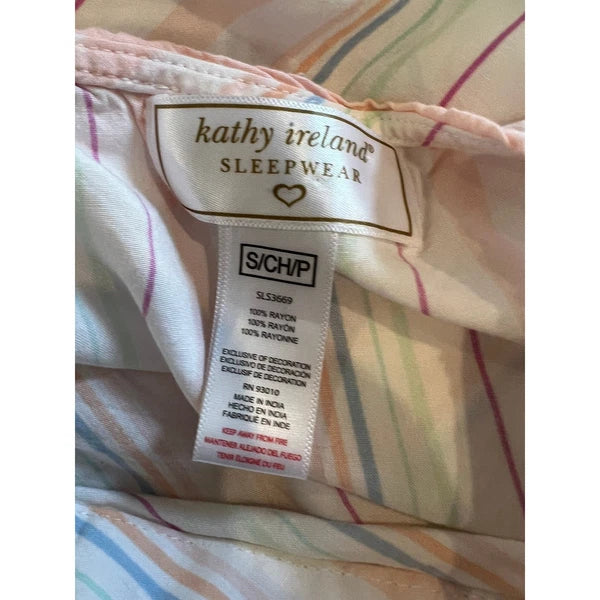 kathy ireland®
SLEEPWEAR
S/CH/P
SLS3669
100% RAYON
100% RAYÓN
100% RAYONNE
EXCLUSIVE OF DECORATION
EXCLUSIVO DE DECORACIÓN
EXCLUSIF DE DECORATION
RN 93010
MADE IN INDIA
HECHO EN INDIA
FABRIQUÉ EN INDE
KEEP AWAY FROM FIRE
MANTENER ALEJADO DEL FUEGO
TENIR ÉLOIGNÉ DU FEU